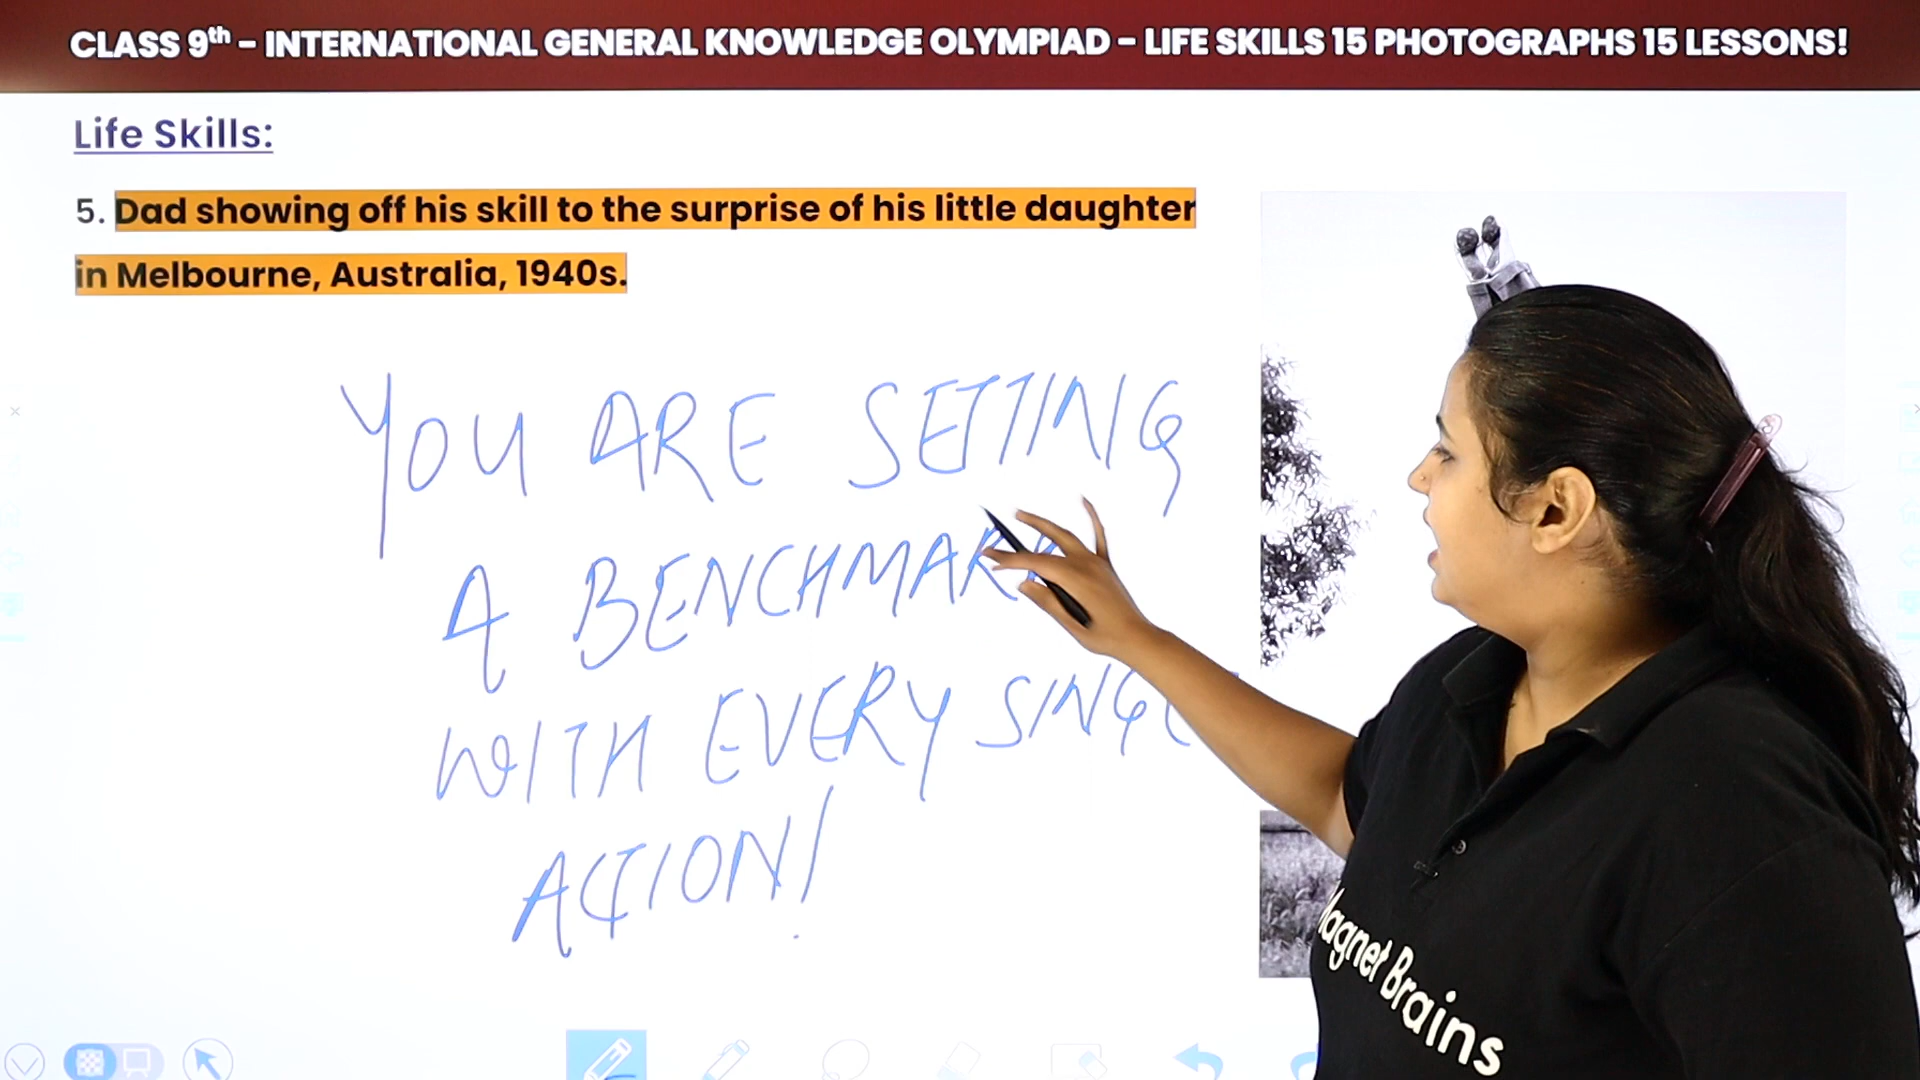 CLASS 9th - INTERNATIONAL GENERAL KNOWLEDGE OLYMPIAD - LIFE SKILLS 15 PHOTOGRAPHS 15 LESSONS!
Life Skills:
5. Dad showing off his skill to the surprise of his little daughter
in Melbourne, Australia, 1940s.
YOU ARE SETTING
A BENCHMARK
WITH EVERY SINGL
ACTION!
Magnet Brains